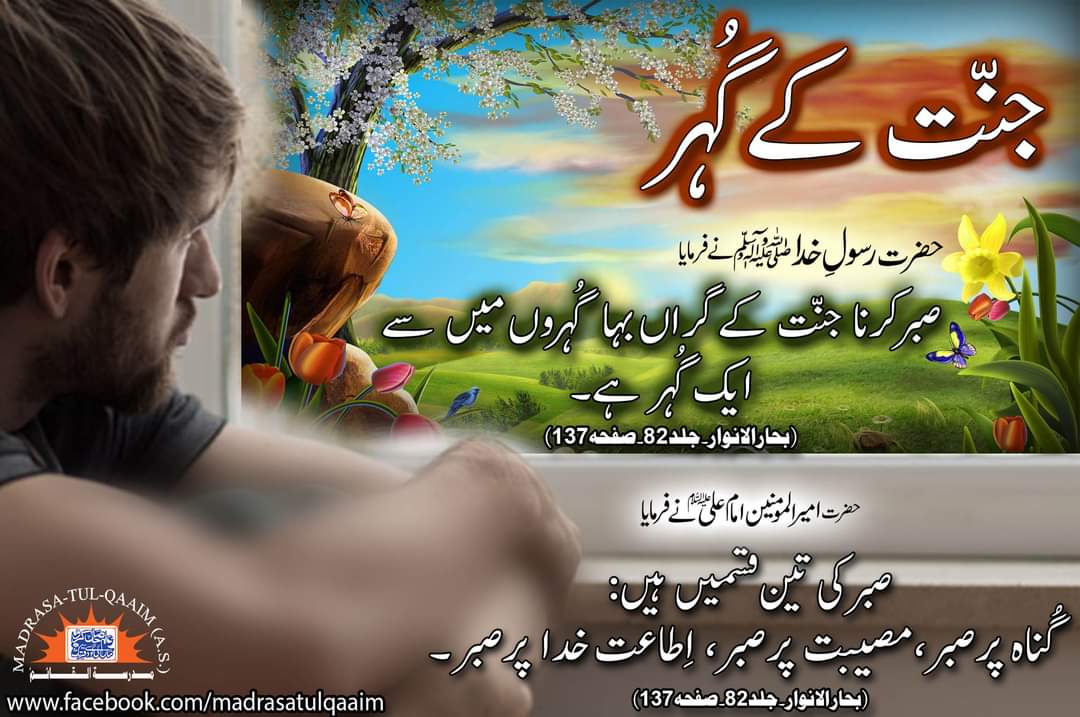 جنّت کے گُہر
حضرت رسولِ خدا صلی اللہ علیہ وآلہ وسلم نے فرمایا
صبر کرنا جنّت کے گراں بہا گُہروں میں سے
ایک گُہر ہے۔
(بحارالانوار۔جلد82۔صفحہ137)
حضرت امیرالمومنین امام علی علیہ السلام نے فرمایا
صبر کی تین قسمیں ہیں:
گُناہ پر صبر، مصیبت پر صبر، اِطاعت خدا پر صبر۔
(بحارالانوار۔جلد82۔صفحہ137)
MADRASA-TUL-QAAIM (A.S.)
مدرسة القائم
www.facebook.com/madrasatulqaaim